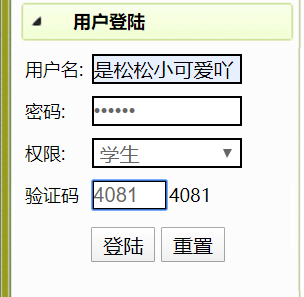 用户登陆
用户名: 是松松小可爱吖
密码: ••••••
权限: 学生
验证码 4081 4081
登陆 重置